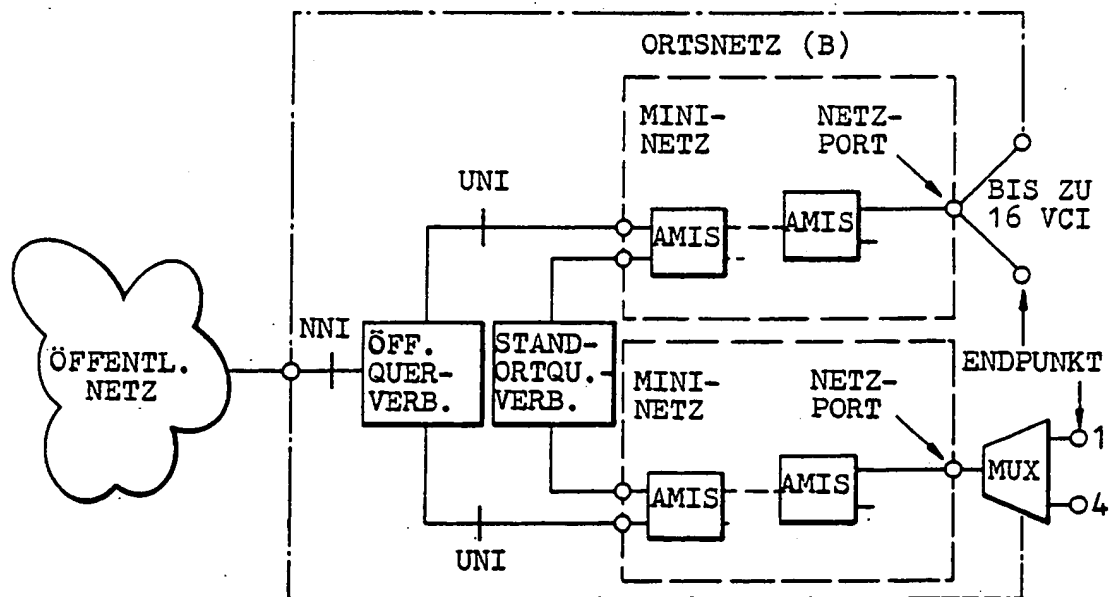 ORTSNETZ (B)
MINI-
NETZ
NETZ-
PORT
UNI
BIS ZU
16 VCI
AMIS
AMIS
NNI
ÖFFENTL.
NETZ
ÖFF.
QUER-
VERB.
STAND-
ORTQU.-
VERB.
ENDPUNKT
MINI-
NETZ
NETZ-
PORT
1
MUX
AMIS
AMIS
4
UNI